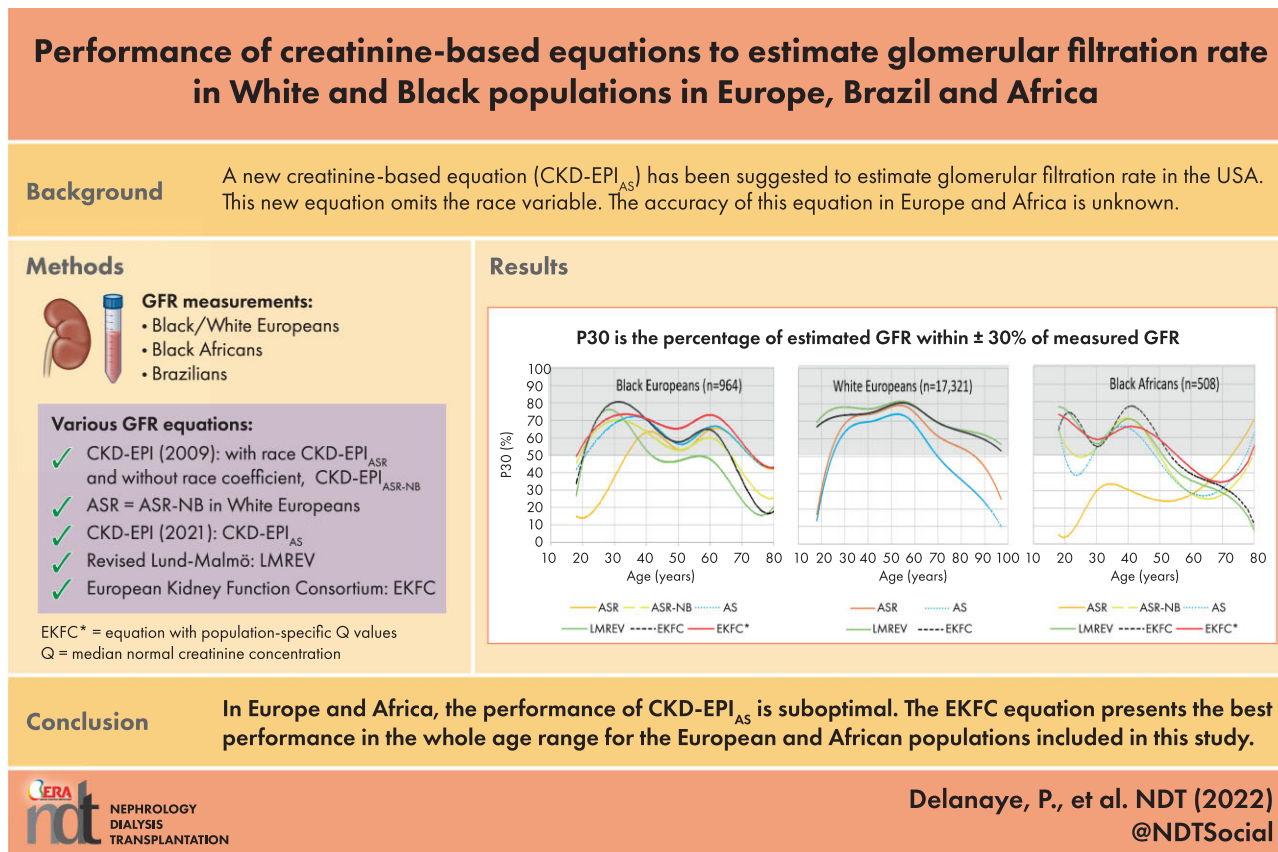 Performance of creatinine-based equations to estimate glomerular filtration rate
in White and Black populations in Europe, Brazil and Africa
Background
A new creatinine-based equation (CKD-EPI_AS) has been suggested to estimate glomerular filtration rate in the USA.
This new equation omits the race variable. The accuracy of this equation in Europe and Africa is unknown.
Methods
GFR measurements:
• Black/White Europeans
• Black Africans
• Brazilians
Various GFR equations:
✓ CKD-EPI (2009): with race CKD-EPI_ASR
and without race coefficient, CKD-EPI_ASR-NB
✓ ASR = ASR-NB in White Europeans
✓ CKD-EPI (2021): CKD-EPI_AS
✓ Revised Lund-Malmö: LMREV
✓ European Kidney Function Consortium: EKFC
EKFC* = equation with population-specific Q values
Q = median normal creatinine concentration
Results
P30 is the percentage of estimated GFR within ± 30% of measured GFR
P30 (%)
100
90
80
70
60
50
40
30
20
10
0
Black Europeans (n=964)
10 20 30 40 50 60 70 80
Age (years)
ASR ASR-NB AS
LMREV EKFC EKFC*
White Europeans (n=17,321)
10 20 30 40 50 60 70 80 90 100
Age (years)
ASR AS
LMREV EKFC
Black Africans (n=508)
10 20 30 40 50 60 70 80
Age (years)
ASR ASR-NB AS
LMREV EKFC EKFC*
Conclusion
In Europe and Africa, the performance of CKD-EPI_AS is suboptimal. The EKFC equation presents the best
performance in the whole age range for the European and African populations included in this study.
ERA
ndt
NEPHROLOGY
DIALYSIS
TRANSPLANTATION
Delanaye, P., et al. NDT (2022)
@NDTSocial